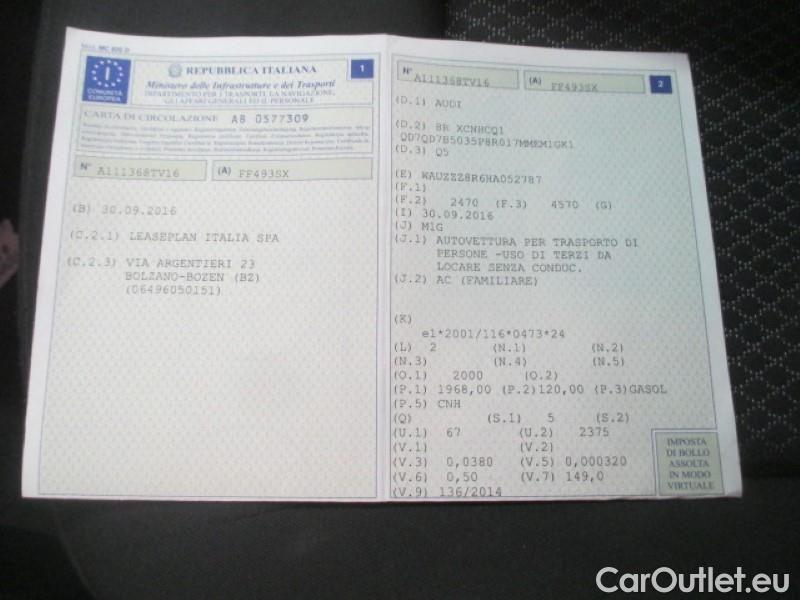 Mod. MC 820 D
I
COMUNITÀ
EUROPEA
REPUBBLICA ITALIANA
1
Ministero delle Infrastrutture e dei Trasporti
DIPARTIMENTO PER I TRASPORTI, LA NAVIGAZIONE,
GLI AFFARI GENERALI ED IL PERSONALE
CARTA DI CIRCOLAZIONE AB 0577309
N° A111368TV16 (A) FF493SX
(B) 30.09.2016
(C.2.1) LEASEPLAN ITALIA SPA
(C.2.3) VIA ARGENTIERI 23
BOLZANO-BOZEN (BZ)
(06496050151)
N° A111368TV16 (A) FF493SX 2
(D.1) AUDI
(D.2) BR XCNHCQ1
QD7QD7B5035P8R017MMEM1GK1
(D.3) Q5
(E) WAUZZZ8R6HA052787
(F.1)
(F.2) 2470 (F.3) 4570 (G)
(I) 30.09.2016
(J) M1G
(J.1) AUTOVETTURA PER TRASPORTO DI
PERSONE -USO DI TERZI DA
LOCARE SENZA CONDUC.
(J.2) AC (FAMILIARE)
(K)
e1*2001/116*0473*24
(L) 2 (N.1) (N.2)
(N.3) (N.4) (N.5)
(O.1) 2000 (O.2)
(P.1) 1968,00 (P.2)120,00 (P.3)GASOL
(P.5) CNH
(Q) (S.1) 5 (S.2)
(U.1) 67 (U.2) 2375
(V.1) (V.2)
(V.3) 0,0380 (V.5) 0,000320
(V.6) 0,50 (V.7) 149,0
(V.9) 136/2014
IMPOSTA
DI BOLLO
ASSOLTA
IN MODO
VIRTUALE
CarOutlet.eu